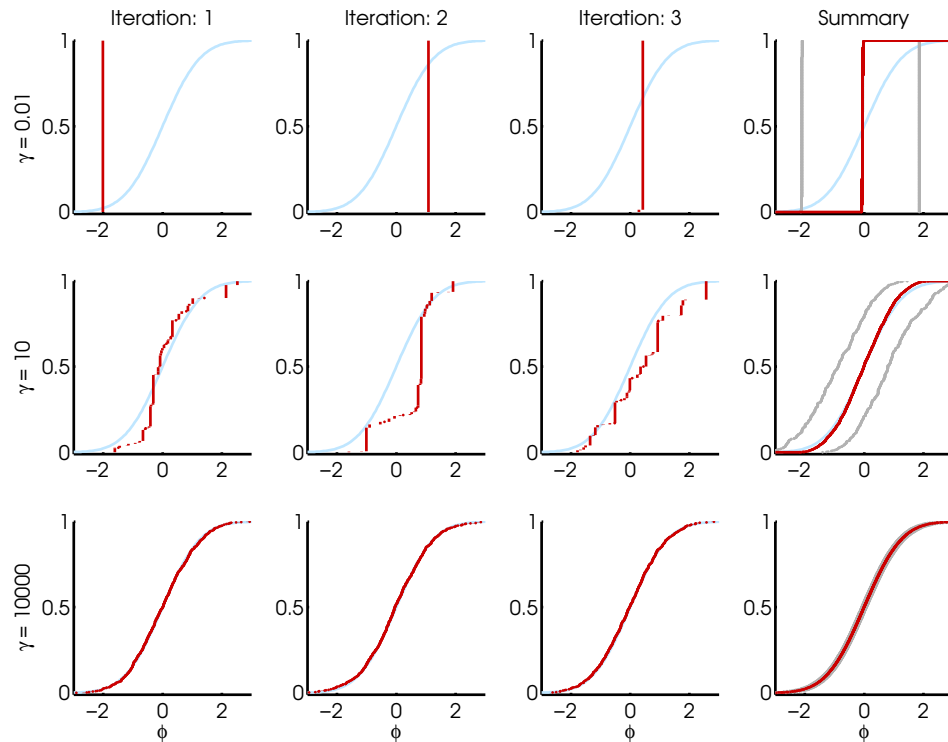 Iteration: 1 Iteration: 2 Iteration: 3 Summary
γ = 0.01
1 1 1 1
0.5 0.5 0.5 0.5
0 0 0 0
−2 0 2 −2 0 2 −2 0 2 −2 0 2
γ = 10
1 1 1 1
0.5 0.5 0.5 0.5
0 0 0 0
−2 0 2 −2 0 2 −2 0 2 −2 0 2
γ = 10000
1 1 1 1
0.5 0.5 0.5 0.5
0 0 0 0
−2 0 2 −2 0 2 −2 0 2 −2 0 2
ϕ ϕ ϕ ϕ